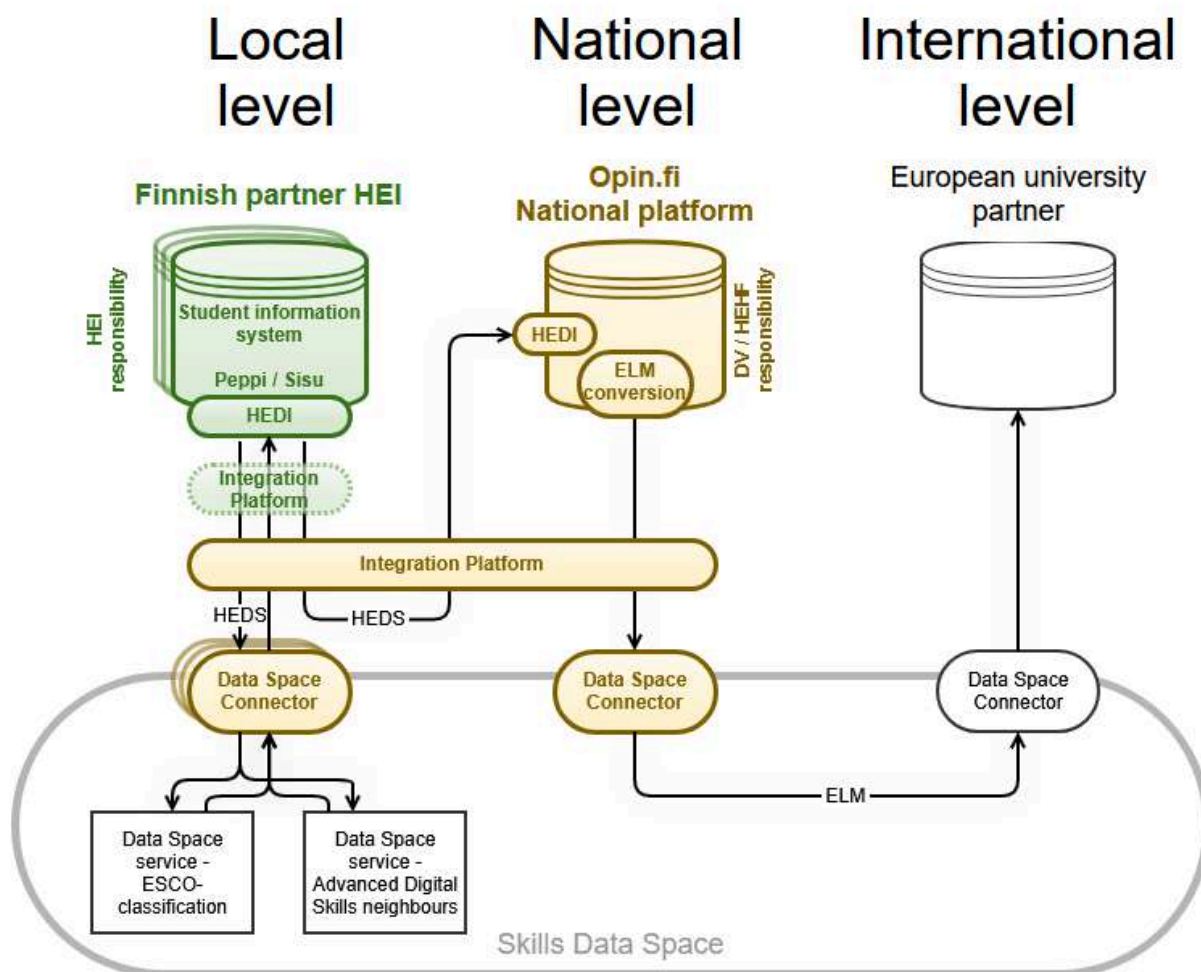 Local
level
National
level
International
level
Finnish partner HEI
Opin.fi
National platform
European university
partner
HEI
responsibility
Student information
system
Peppi / Sisu
HEDI
HEDI
ELM
conversion
DV / HEHF
responsibility
Integration
Platform
Integration Platform
HEDS
HEDS
Data Space
Connector
Data Space
Connector
Data Space
Connector
ELM
Data Space
service -
ESCO-
classification
Data Space
service -
Advanced Digital
Skills neighbours
Skills Data Space